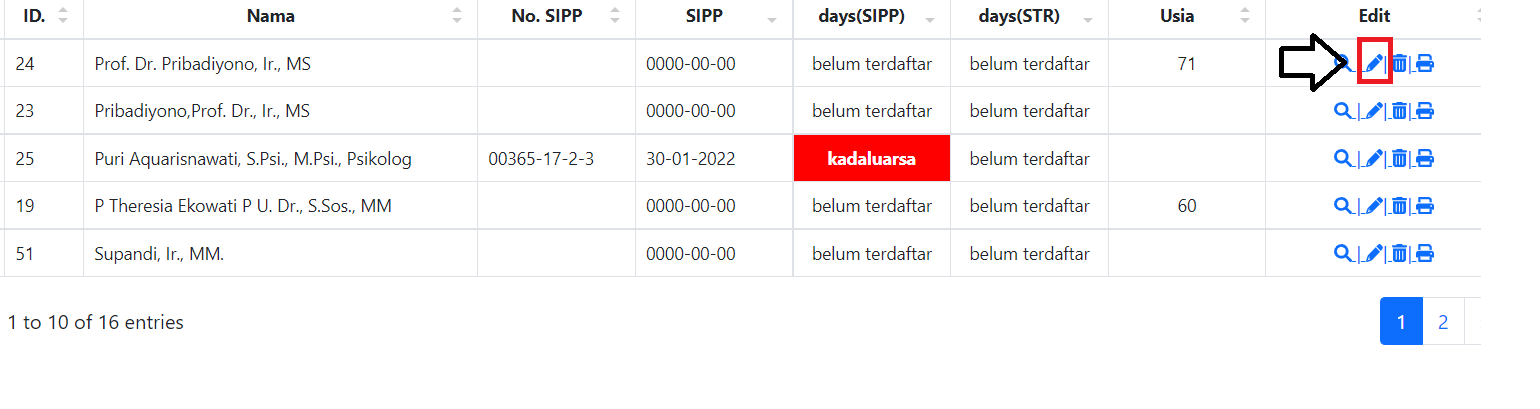 ID. Nama No. SIPP SIPP days(SIPP) days(STR) Usia Edit
24 Prof. Dr. Pribadiyono, Ir., MS 0000-00-00 belum terdaftar belum terdaftar 71
23 Pribadiyono,Prof. Dr., Ir., MS 0000-00-00 belum terdaftar belum terdaftar
25 Puri Aquarisnawati, S.Psi., M.Psi., Psikolog 00365-17-2-3 30-01-2022 kadaluarsa belum terdaftar
19 P Theresia Ekowati P U. Dr., S.Sos., MM 0000-00-00 belum terdaftar belum terdaftar 60
51 Supandi, Ir., MM. 0000-00-00 belum terdaftar belum terdaftar
1 to 10 of 16 entries 1 2